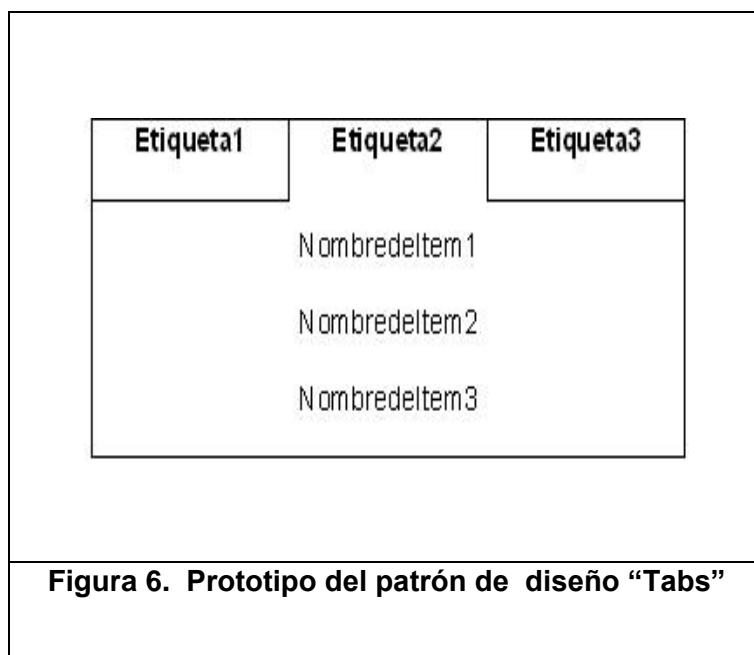 Etiqueta1 Etiqueta2 Etiqueta3
NombredeItem1
NombredeItem2
NombredeItem3
Figura 6. Prototipo del patrón de diseño “Tabs”